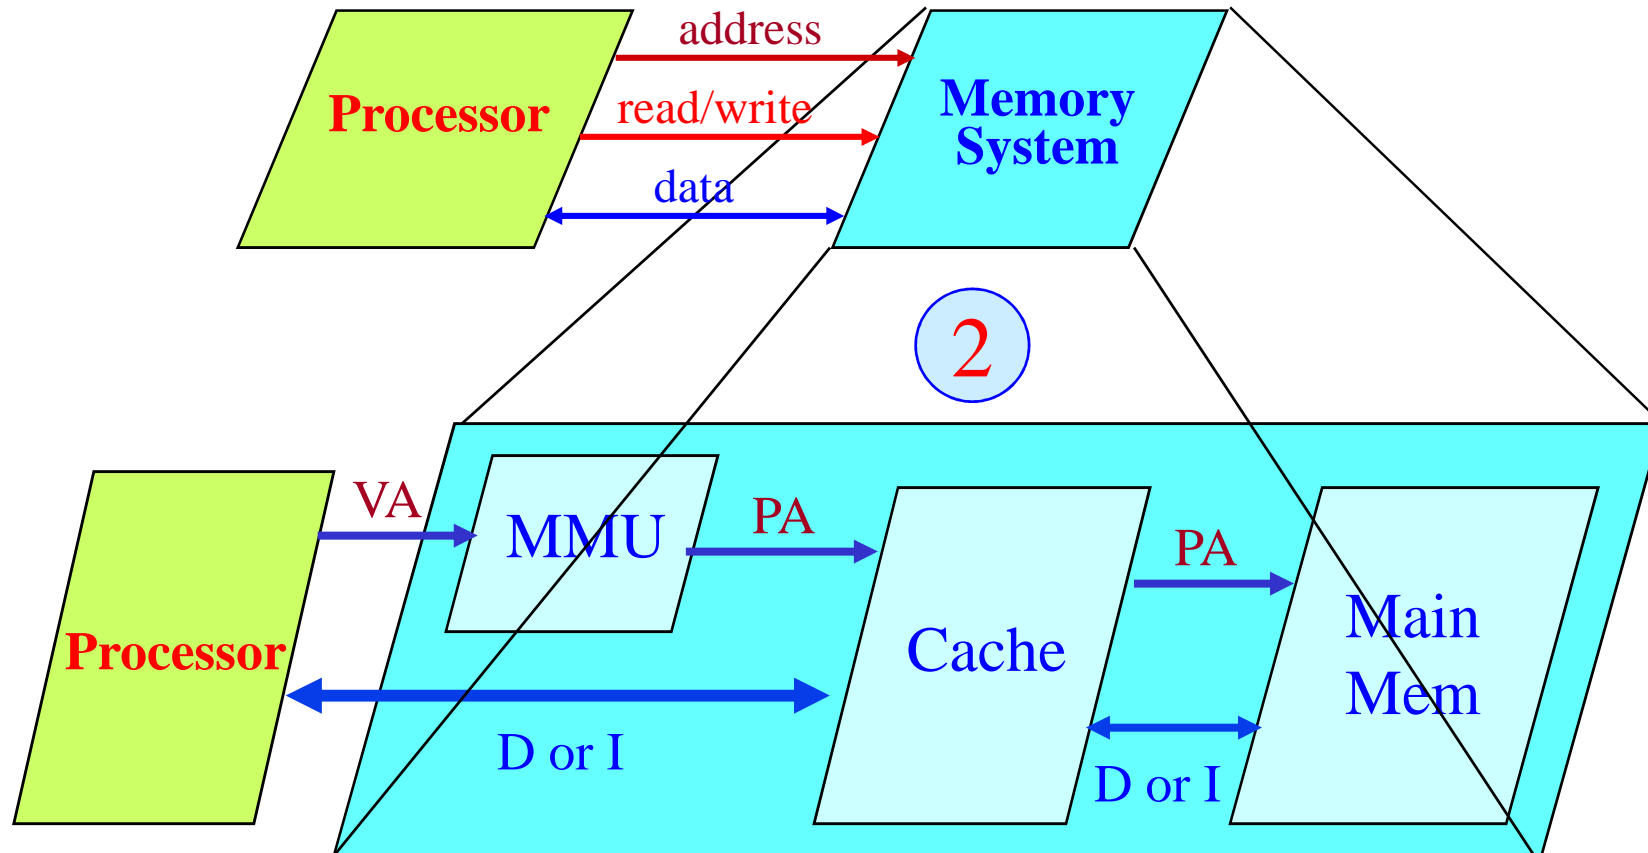 address
Processor
read/write
Memory
System
data
2
VA
MMU
PA
PA
Processor
Cache
Main
Mem
D or I
D or I